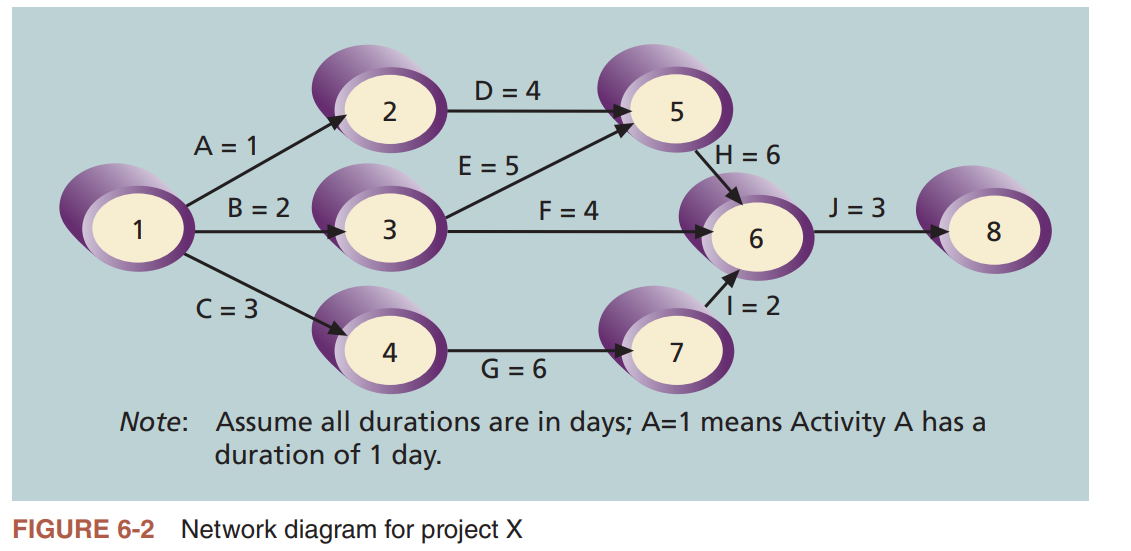 D = 4
2
5
A = 1
E = 5
H = 6
B = 2
F = 4
J = 3
1
3
6
8
C = 3
I = 2
4
7
G = 6
Note: Assume all durations are in days; A=1 means Activity A has a
duration of 1 day.
FIGURE 6-2 Network diagram for project X